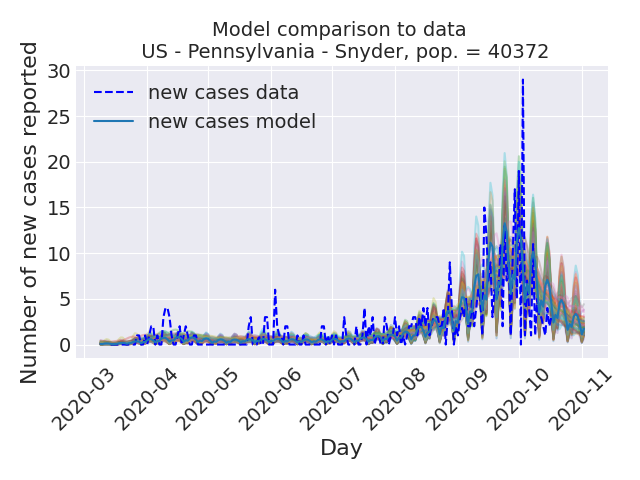 Model comparison to data
US - Pennsylvania - Snyder, pop. = 40372
Number of new cases reported
30
25
20
15
10
5
0
new cases data
new cases model
2020-03
2020-04
2020-05
2020-06
2020-07
2020-08
2020-09
2020-10
2020-11
Day